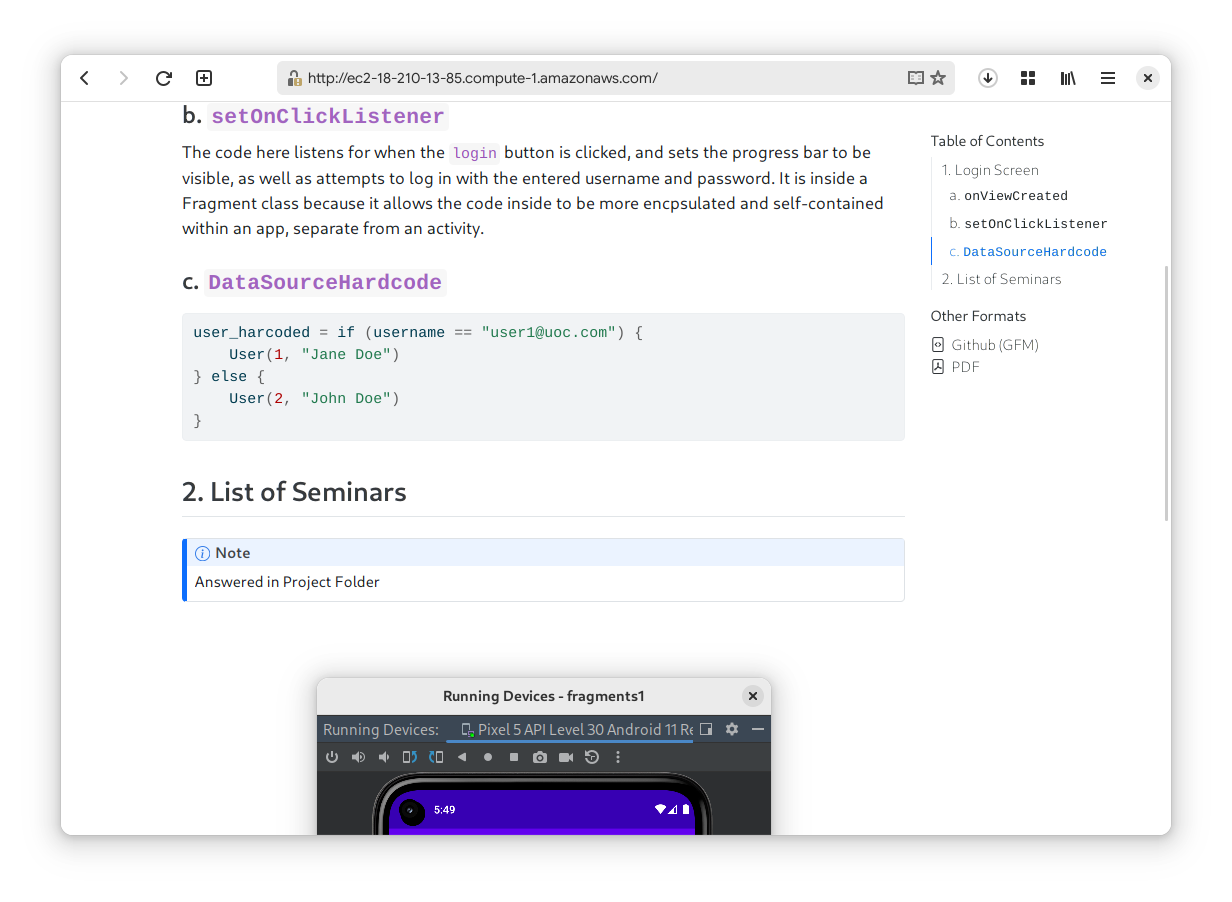 http://ec2-18-210-13-85.compute-1.amazonaws.com/
b. setOnClickListener
The code here listens for when the login button is clicked, and sets the progress bar to be
visible, as well as attempts to log in with the entered username and password. It is inside a
Fragment class because it allows the code inside to be more encpsulated and self-contained
within an app, separate from an activity.
c. DataSourceHardcode
user_harcoded = if (username == "user1@uoc.com") {
    User(1, "Jane Doe")
} else {
    User(2, "John Doe")
}
2. List of Seminars
Note
Answered in Project Folder
Table of Contents
1. Login Screen
a. onViewCreated
b. setOnClickListener
c. DataSourceHardcode
2. List of Seminars
Other Formats
Github (GFM)
PDF
Running Devices - fragments1
Running Devices: Pixel 5 API Level 30 Android 11 Re
5:49